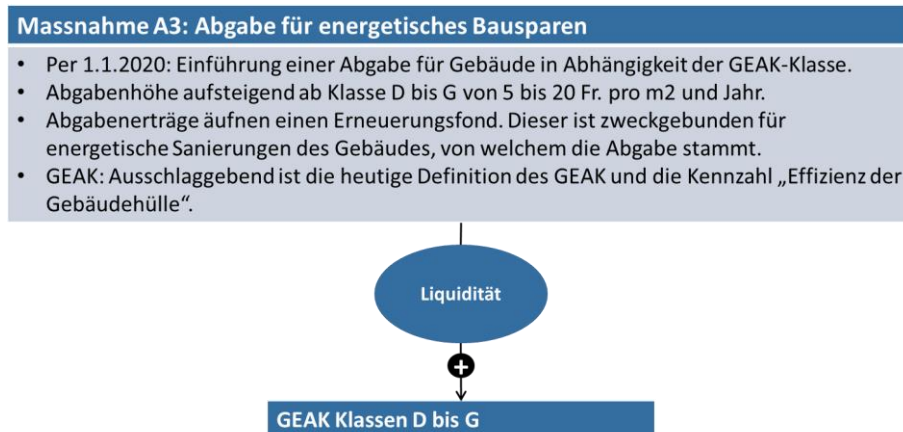 Massnahme A3: Abgabe für energetisches Bausparen
• Per 1.1.2020: Einführung einer Abgabe für Gebäude in Abhängigkeit der GEAK-Klasse.
• Abgabenhöhe aufsteigend ab Klasse D bis G von 5 bis 20 Fr. pro m2 und Jahr.
• Abgabenerträge äufnen einen Erneuerungsfond. Dieser ist zweckgebunden für
energetische Sanierungen des Gebäudes, von welchem die Abgabe stammt.
• GEAK: Ausschlaggebend ist die heutige Definition des GEAK und die Kennzahl „Effizienz der
Gebäudehülle“.
Liquidität
+
GEAK Klassen D bis G